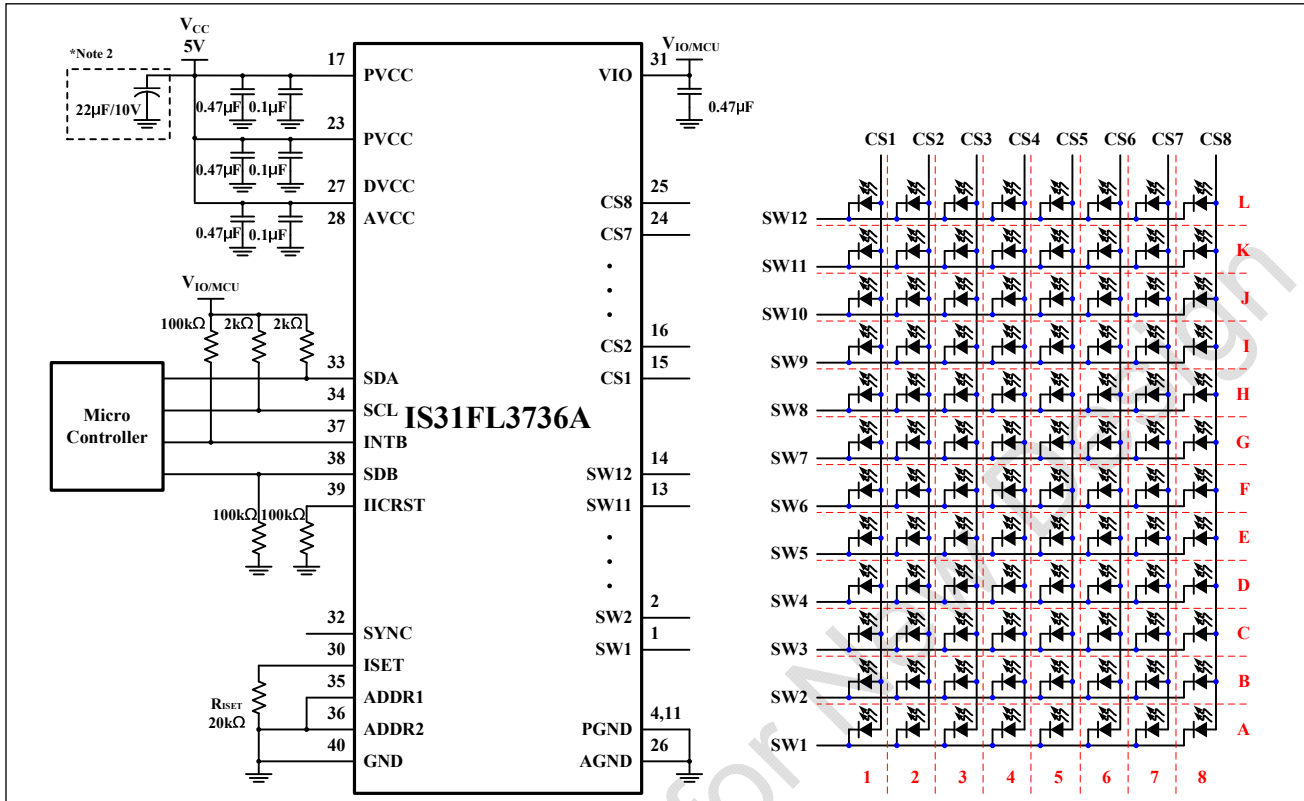 *Note 2
VCC
5V
22µF/10V
0.47µF
0.1µF
0.47µF
0.1µF
0.47µF
0.1µF
17
PVCC
23
PVCC
27
DVCC
28
AVCC
VIO/MCU
100kΩ
2kΩ
2kΩ
Micro
Controller
33
SDA
34
SCL
37
INTB
38
SDB
39
IICRST
100kΩ
100kΩ
32
SYNC
30
ISET
35
ADDR1
36
ADDR2
40
GND
RISET
20kΩ
IS31FL3736A
VIO/MCU
31
VIO
0.47µF
25
CS8
24
CS7
16
CS2
15
CS1
14
SW12
13
SW11
2
SW2
1
SW1
4,11
PGND
26
AGND
CS1 CS2 CS3 CS4 CS5 CS6 CS7 CS8
SW12 L
SW11 K
SW10 J
SW9 I
SW8 H
SW7 G
SW6 F
SW5 E
SW4 D
SW3 C
SW2 B
SW1 A
1 2 3 4 5 6 7 8
for New Design